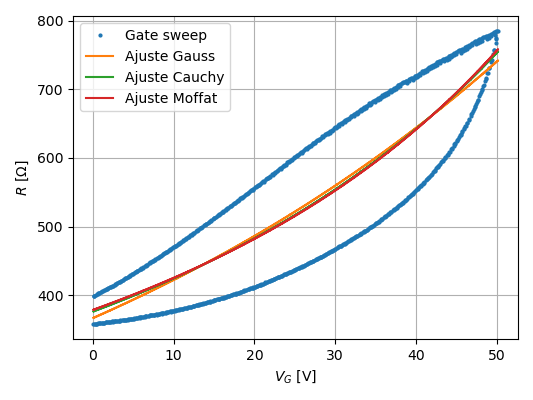 800
700
600
500
400
R [Ω]
Gate sweep
Ajuste Gauss
Ajuste Cauchy
Ajuste Moffat
0 10 20 30 40 50
V_G [V]